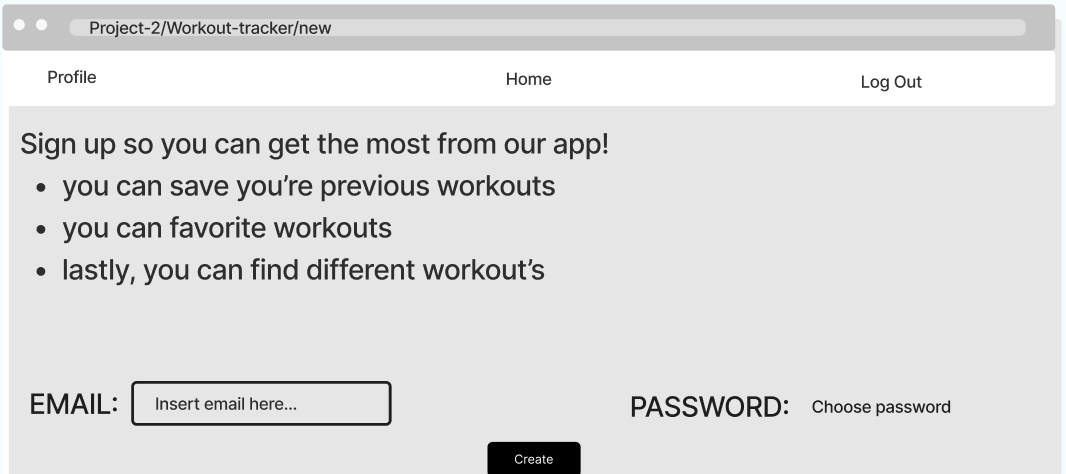 Project-2/Workout-tracker/new
Profile Home Log Out
Sign up so you can get the most from our app!
• you can save you’re previous workouts
• you can favorite workouts
• lastly, you can find different workout’s
EMAIL: Insert email here... PASSWORD: Choose password
Create